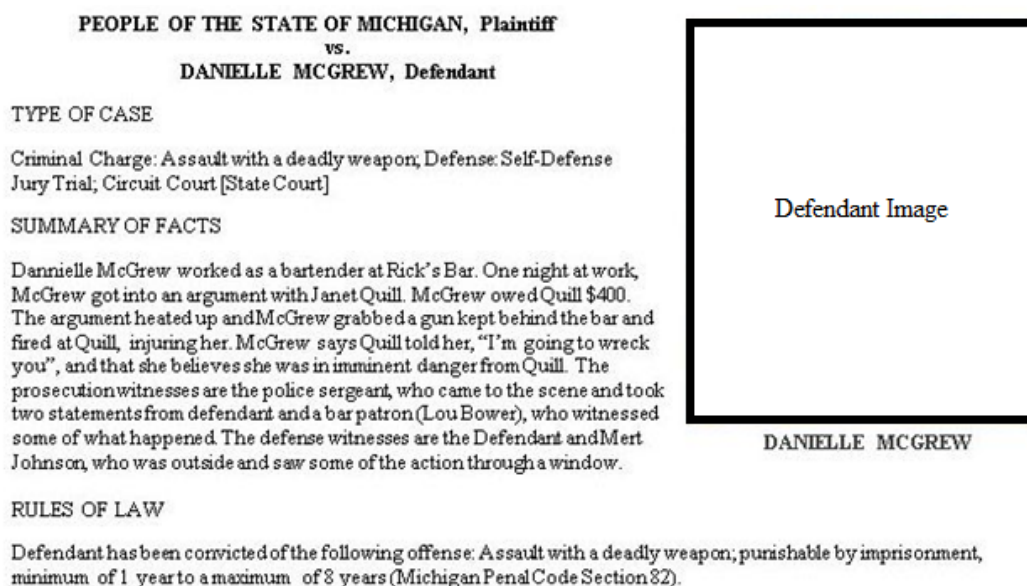 PEOPLE OF THE STATE OF MICHIGAN, Plaintiff
vs.
DANIELLE MCGREW, Defendant
TYPE OF CASE
Criminal Charge: Assault with a deadly weapon; Defense: Self-Defense
Jury Trial; Circuit Court [State Court]
SUMMARY OF FACTS
Dannielle McGrew worked as a bartender at Rick's Bar. One night at work,
McGrew got into an argument with Janet Quill. McGrew owed Quill $400.
The argument heated up and McGrew grabbed a gun kept behind the bar and
fired at Quill, injuring her. McGrew says Quill told her, “I'm going to wreck
you”, and that she believes she was in imminent danger from Quill. The
prosecution witnesses are the police sergeant, who came to the scene and took
two statements from defendant and a bar patron (Lou Bower), who witnessed
some of what happened. The defense witnesses are the Defendant and Mert
Johnson, who was outside and saw some of the action through a window.
Defendant Image
DANIELLE MCGREW
RULES OF LAW
Defendant has been convicted of the following offense: Assault with a deadly weapon; punishable by imprisonment,
minimum of 1 year to a maximum of 8 years (Michigan Penal Code Section 82).